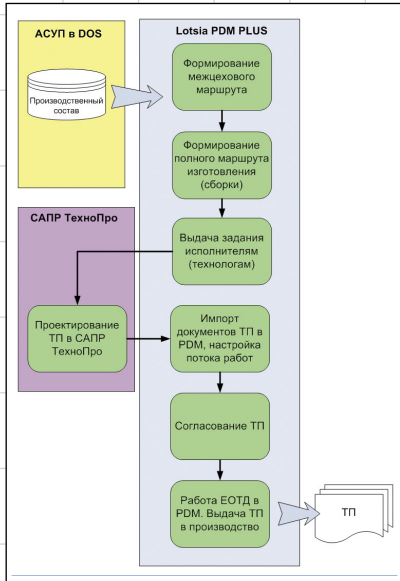 АСУП в DOS
Lotsia PDM PLUS
Производственный
состав
Формирование
межцехового
маршрута
Формирование
полного маршрута
изготовления
(сборки)
САПР ТехноПро
Выдача задания
исполнителям
(технологам)
Проектирование
ТП в САПР
ТехноПро
Импорт
документов ТП в
PDM, настройка
потока работ
Согласование ТП
Работа ЕОТД в
PDM. Выдача ТП
в производство
ТП